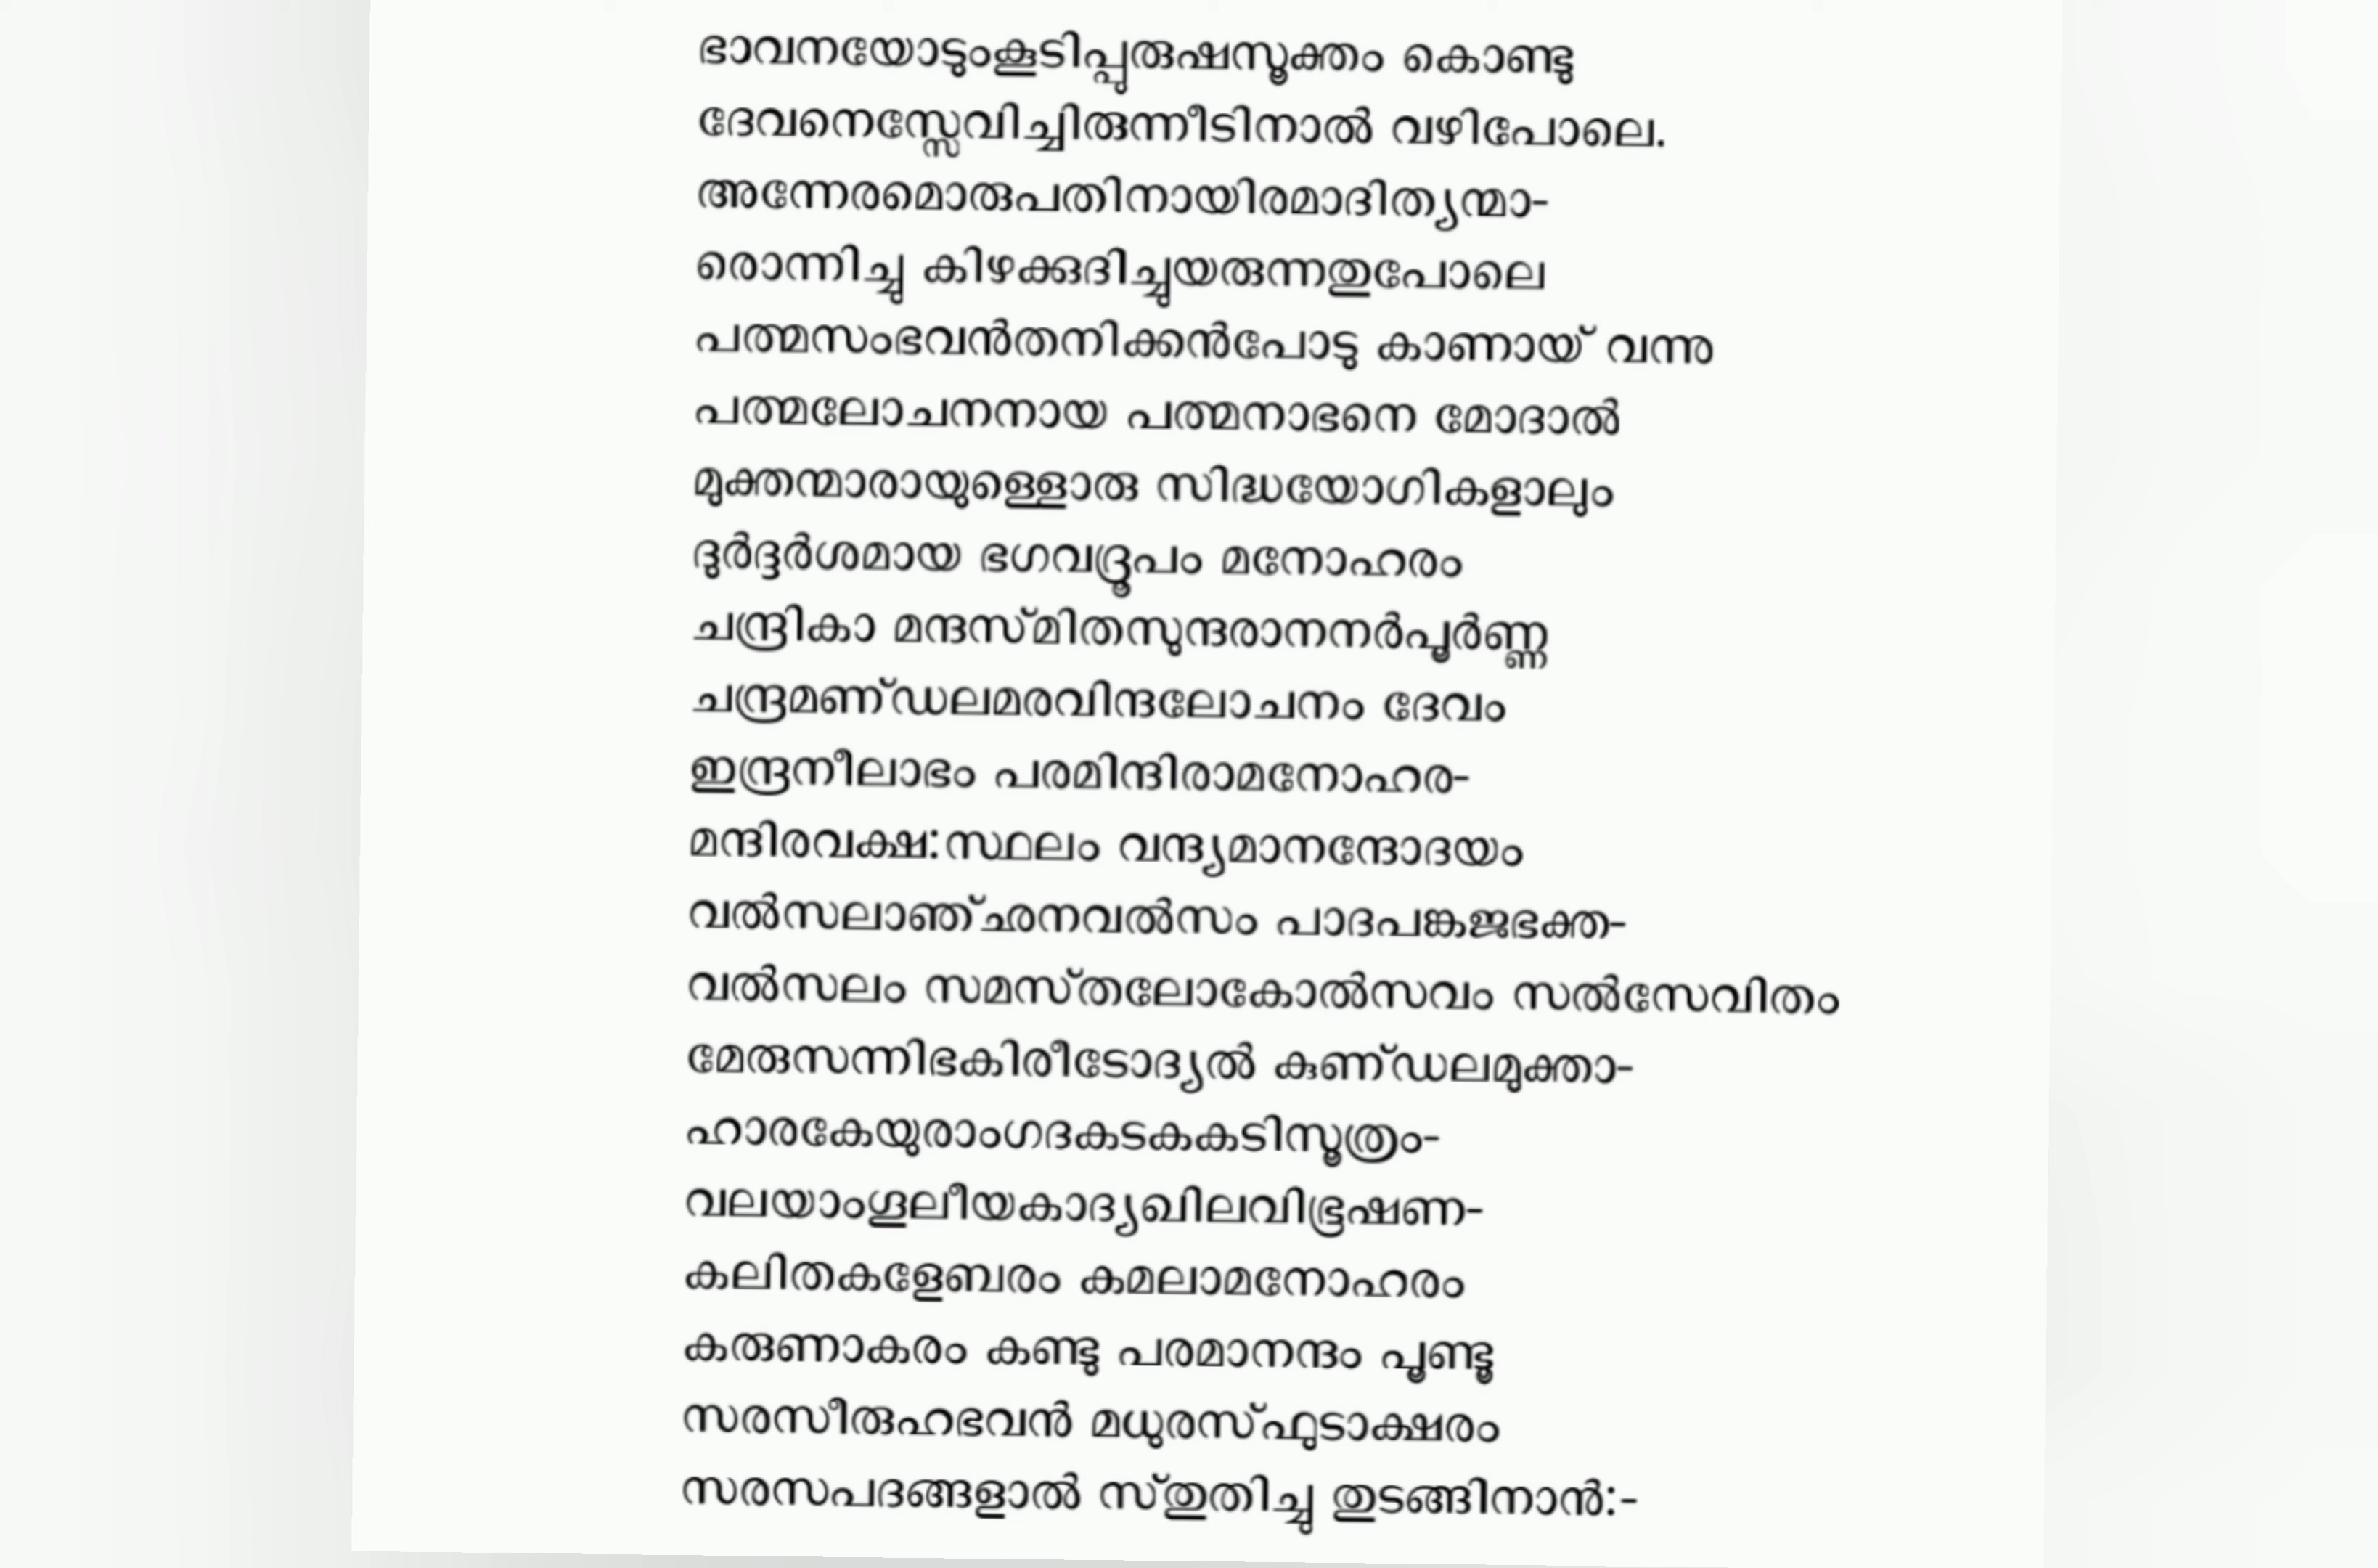 ഭാവനയോടുംകൂടിപ്പുരുഷസൂക്തം കൊണ്ടു
ദേവനെസ്സേവിച്ചിരുന്നീടിനാൽ വഴിപോലെ.
അന്നേരമൊരുപതിനായിരമാദിത്യന്മാ-
രൊന്നിച്ചു കിഴക്കുദിച്ചുയരുന്നതുപോലെ
പത്മസംഭവൻതനിക്കൻപോടു കാണായ് വന്നു
പത്മലോചനനായ പത്മനാഭനെ മോദാൽ
മുക്തന്മാരായുള്ളൊരു സിദ്ധയോഗികളാലും
ദുർദ്ദർശമായ ഭഗവദ്രൂപം മനോഹരം
ചന്ദ്രികാ മന്ദസ്‌മിതസുന്ദരാനനർപൂർണ്ണ
ചന്ദ്രമണ്‌ഡലമരവിന്ദലോചനം ദേവം
ഇന്ദ്രനീലാഭം പരമിന്ദിരാമനോഹര-
മന്ദിരവക്ഷ:സ്ഥലം വന്ദ്യമാനന്ദോദയം
വൽസലാഞ്‌ഛനവൽസം പാദപങ്കജഭക്ത-
വൽസലം സമസ്‌തലോകോൽസവം സൽസേവിതം
മേരുസന്നിഭകിരീടോദ്യൽ കുണ്‌ഡലമുക്താ-
ഹാരകേയുരാംഗദകടകകടിസൂത്രം-
വലയാംഗൂലീയകാദ്യഖിലവിഭൂഷണ-
കലിതകളേബരം കമലാമനോഹരം
കരുണാകരം കണ്ടു പരമാനന്ദം പൂണ്ടൂ
സരസീരുഹഭവൻ മധുരസ്‌ഫുടാക്ഷരം
സരസപദങ്ങളാൽ സ്‌തുതിച്ചു തുടങ്ങിനാൻ:-